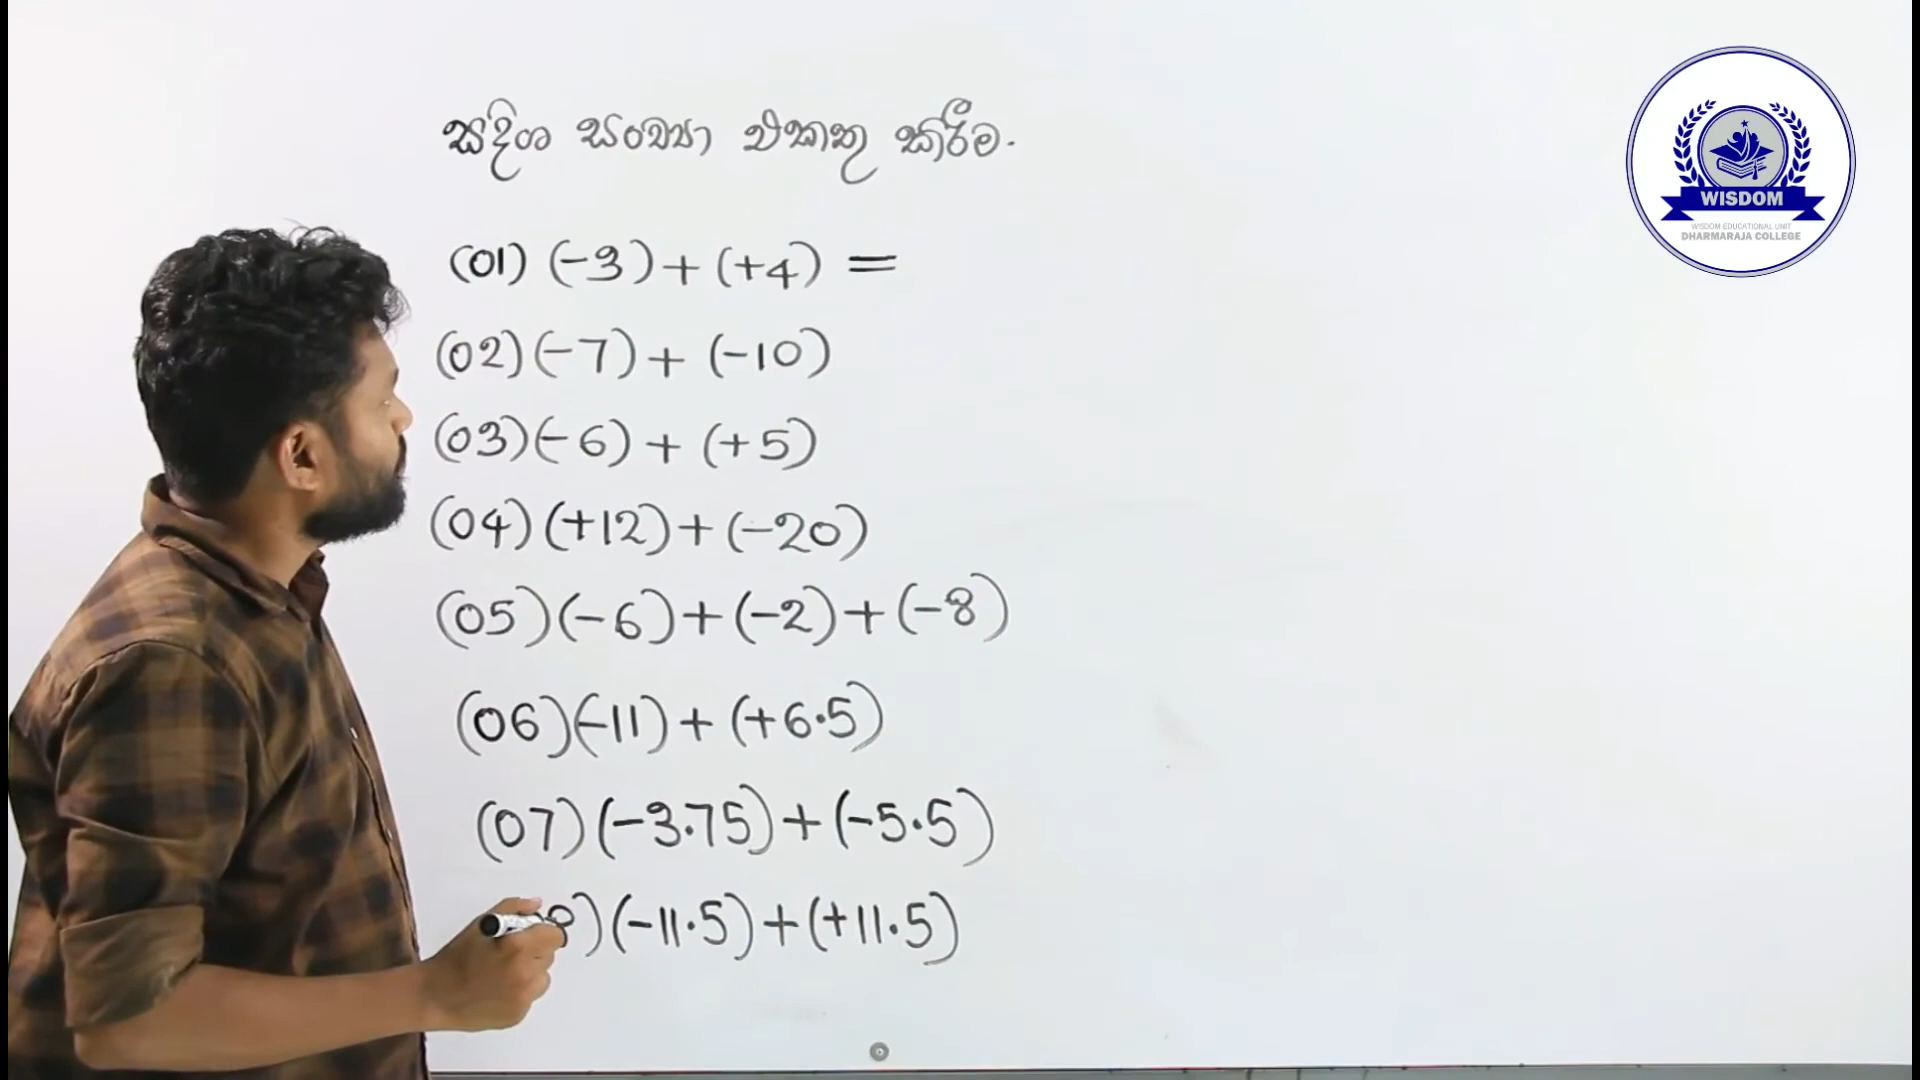 සදිශ සංඛ්‍යා එකතු කිරීම.
(01) (-3) + (+4) =
(02) (-7) + (-10)
(03) (-6) + (+5)
(04) (+12) + (-20)
(05) (-6) + (-2) + (-8)
(06) (-11) + (+6.5)
(07) (-3.75) + (-5.5)
8) (-11.5) + (+11.5)
WISDOM
WISDOM EDUCATIONAL UNIT
DHARMARAJA COLLEGE